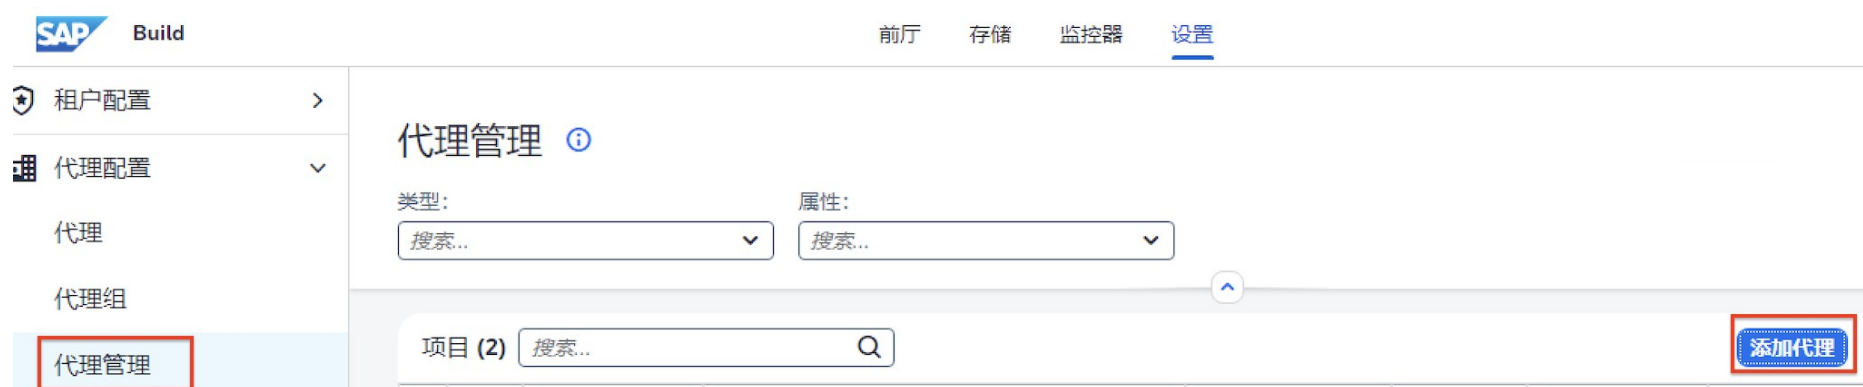 SAP Build
前厅 存储 监控器 设置
租户配置
代理配置
代理
代理组
代理管理
代理管理
类型: 属性:
搜索... 搜索...
项目 (2) 搜索... 添加代理